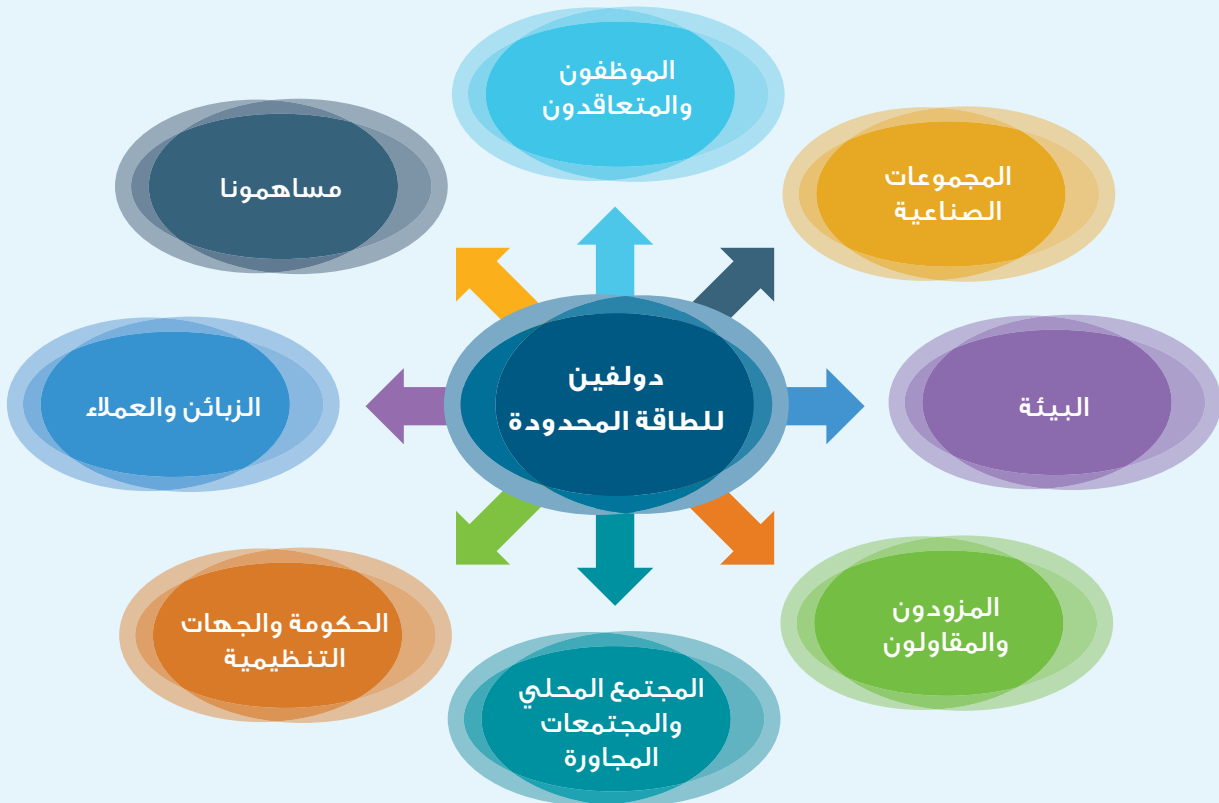 الموظفون
والمتعاقدون
المجموعات
الصناعية
مساهمونا
البيئة
دولفين
للطاقة المحدودة
الزبائن والعملاء
المزودون
والمقاولون
الحكومة والجهات
التنظيمية
المجتمع المحلي
والمجتمعات
المجاورة